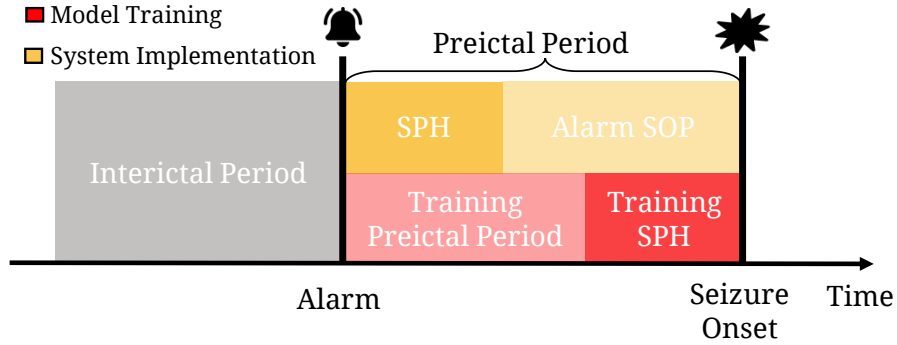 Model Training
System Implementation
Preictal Period
SPH
Alarm SOP
Interictal Period
Training
Preictal Period
Training
SPH
Alarm
Seizure
Onset
Time